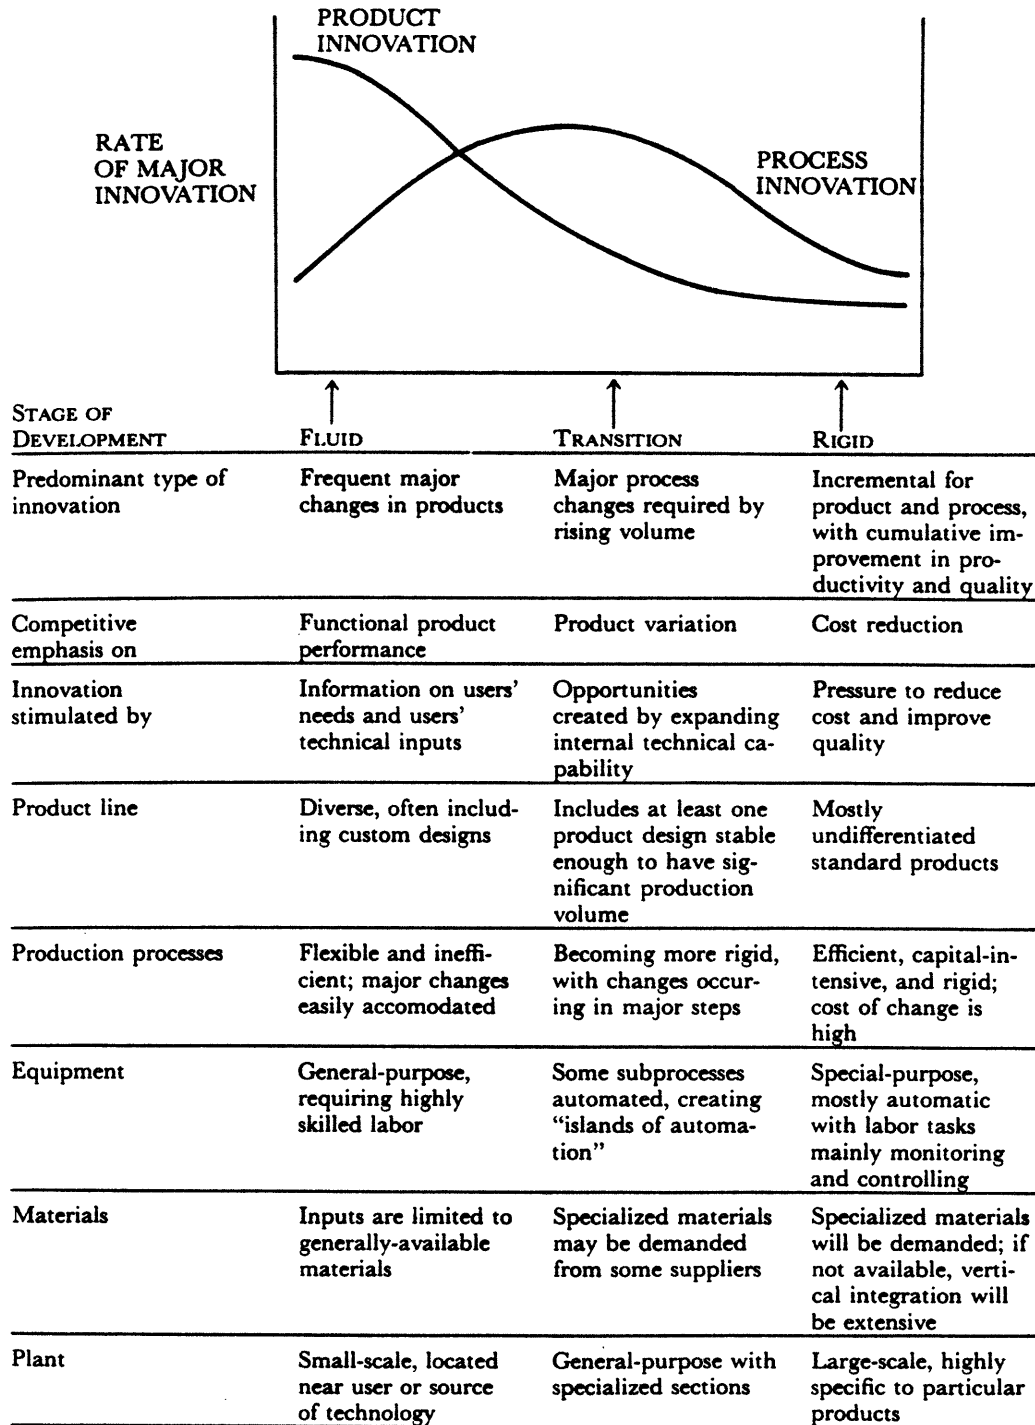 PRODUCT
INNOVATION
RATE
OF MAJOR
INNOVATION
PROCESS
INNOVATION
STAGE OF
DEVELOPMENT
FLUID
TRANSITION
RIGID
Predominant type of
innovation
Frequent major
changes in products
Major process
changes required by
rising volume
Incremental for
product and process,
with cumulative im-
provement in pro-
ductivity and quality
Competitive
emphasis on
Functional product
performance
Product variation
Cost reduction
Innovation
stimulated by
Information on users'
needs and users'
technical inputs
Opportunities
created by expanding
internal technical ca-
pability
Pressure to reduce
cost and improve
quality
Product line
Diverse, often includ-
ing custom designs
Includes at least one
product design stable
enough to have sig-
nificant production
volume
Mostly
undifferentiated
standard products
Production processes
Flexible and ineffi-
cient; major changes
easily accomodated
Becoming more rigid,
with changes occur-
ing in major steps
Efficient, capital-in-
tensive, and rigid;
cost of change is
high
Equipment
General-purpose,
requiring highly
skilled labor
Some subprocesses
automated, creating
“islands of automa-
tion”
Special-purpose,
mostly automatic
with labor tasks
mainly monitoring
and controlling
Materials
Inputs are limited to
generally-available
materials
Specialized materials
may be demanded
from some suppliers
Specialized materials
will be demanded; if
not available, verti-
cal integration will
be extensive
Plant
Small-scale, located
near user or source
of technology
General-purpose with
specialized sections
Large-scale, highly
specific to particular
products